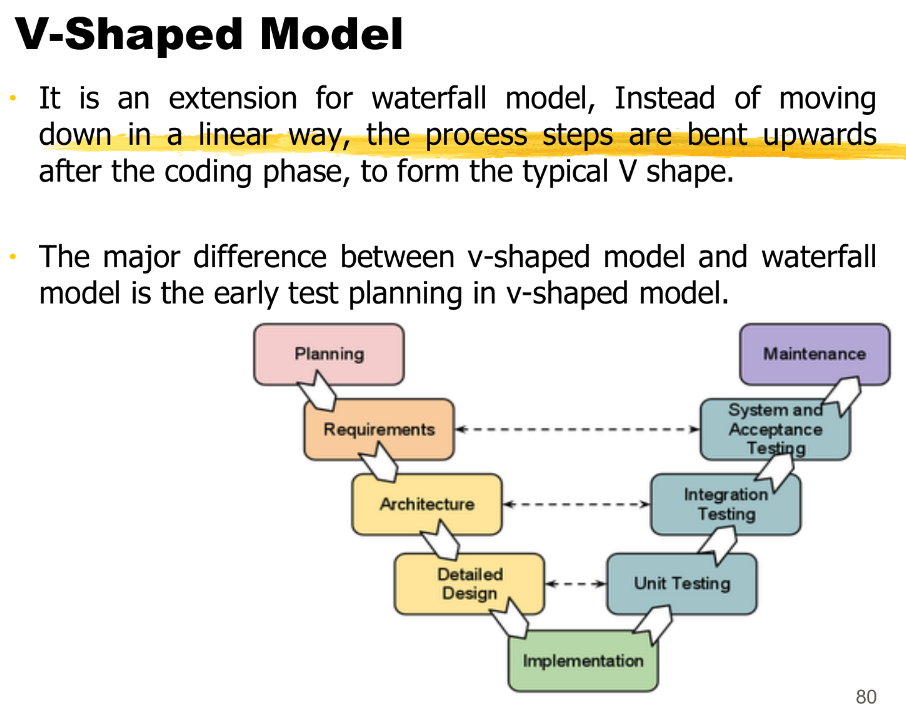 V-Shaped Model
• It is an extension for waterfall model, Instead of moving
down in a linear way, the process steps are bent upwards
after the coding phase, to form the typical V shape.
• The major difference between v-shaped model and waterfall
model is the early test planning in v-shaped model.
Planning
Maintenance
Requirements
System and
Acceptance
Testing
Architecture
Integration
Testing
Detailed
Design
Unit Testing
Implementation
80